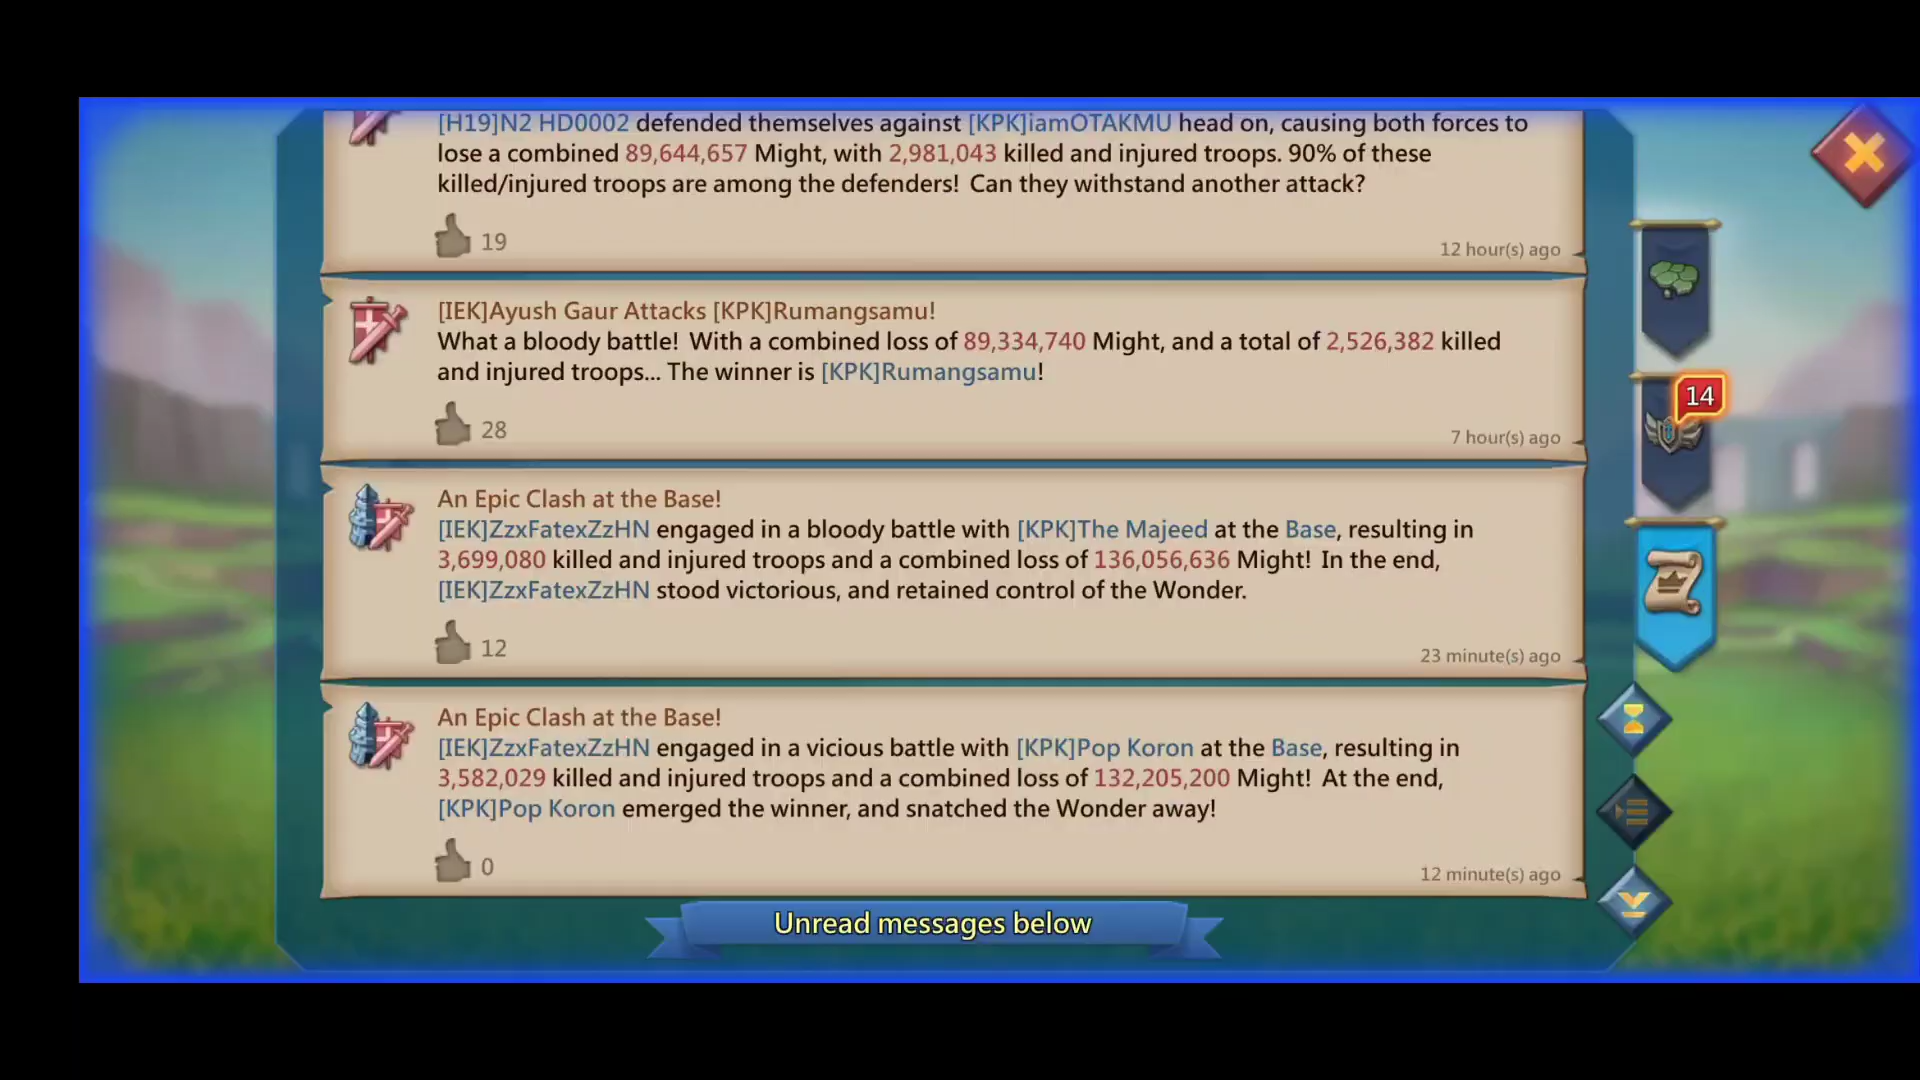 [H19]N2 HD0002 defended themselves against [KPK]iamOTAKMU head on, causing both forces to
lose a combined 89,644,657 Might, with 2,981,043 killed and injured troops. 90% of these
killed/injured troops are among the defenders! Can they withstand another attack?
19
12 hour(s) ago
[IEK]Ayush Gaur Attacks [KPK]Rumangsamu!
What a bloody battle! With a combined loss of 89,334,740 Might, and a total of 2,526,382 killed
and injured troops... The winner is [KPK]Rumangsamu!
28
7 hour(s) ago
14
An Epic Clash at the Base!
[IEK]ZzxFatexZzHN engaged in a bloody battle with [KPK]The Majeed at the Base, resulting in
3,699,080 killed and injured troops and a combined loss of 136,056,636 Might! In the end,
[IEK]ZzxFatexZzHN stood victorious, and retained control of the Wonder.
12
23 minute(s) ago
An Epic Clash at the Base!
[IEK]ZzxFatexZzHN engaged in a vicious battle with [KPK]Pop Koron at the Base, resulting in
3,582,029 killed and injured troops and a combined loss of 132,205,200 Might! At the end,
[KPK]Pop Koron emerged the winner, and snatched the Wonder away!
0
12 minute(s) ago
Unread messages below